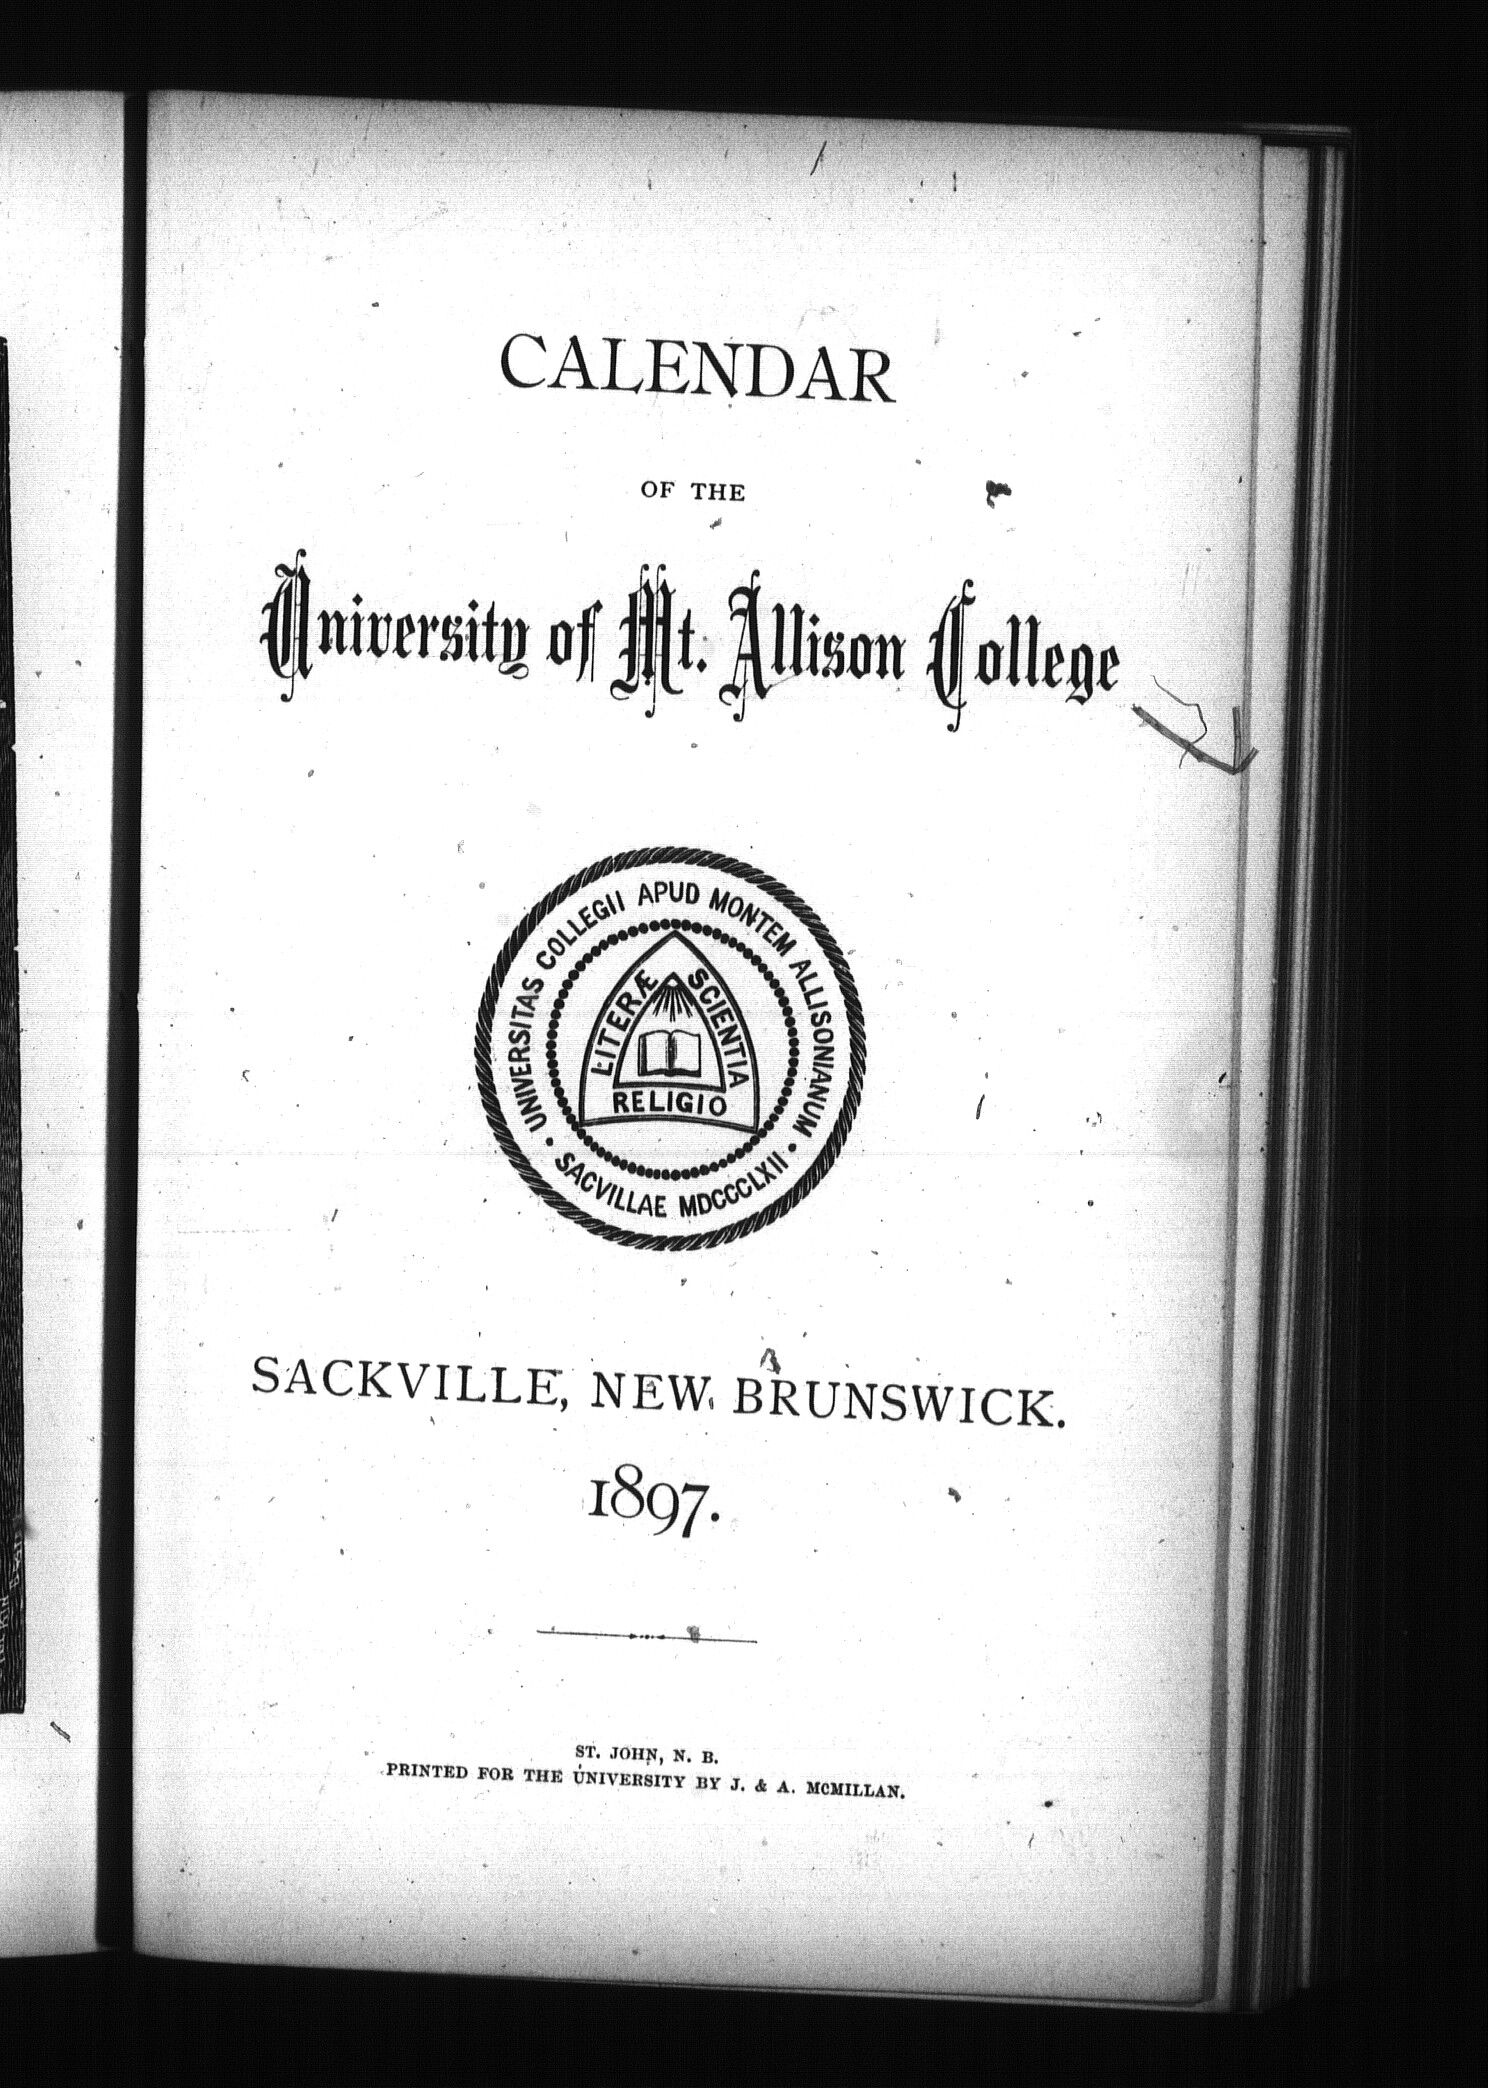 CALENDAR
OF THE
University of Mt. Allison College
UNIVERSITAS COLLEGII APUD MONTEM ALLISONIANUM
SACVILLAE MDCCCLXII
LITERÆ SCIENTIA
RELIGIO
SACKVILLE, NEW BRUNSWICK.
1897.
ST. JOHN, N. B.
PRINTED FOR THE UNIVERSITY BY J. & A. MCMILLAN.